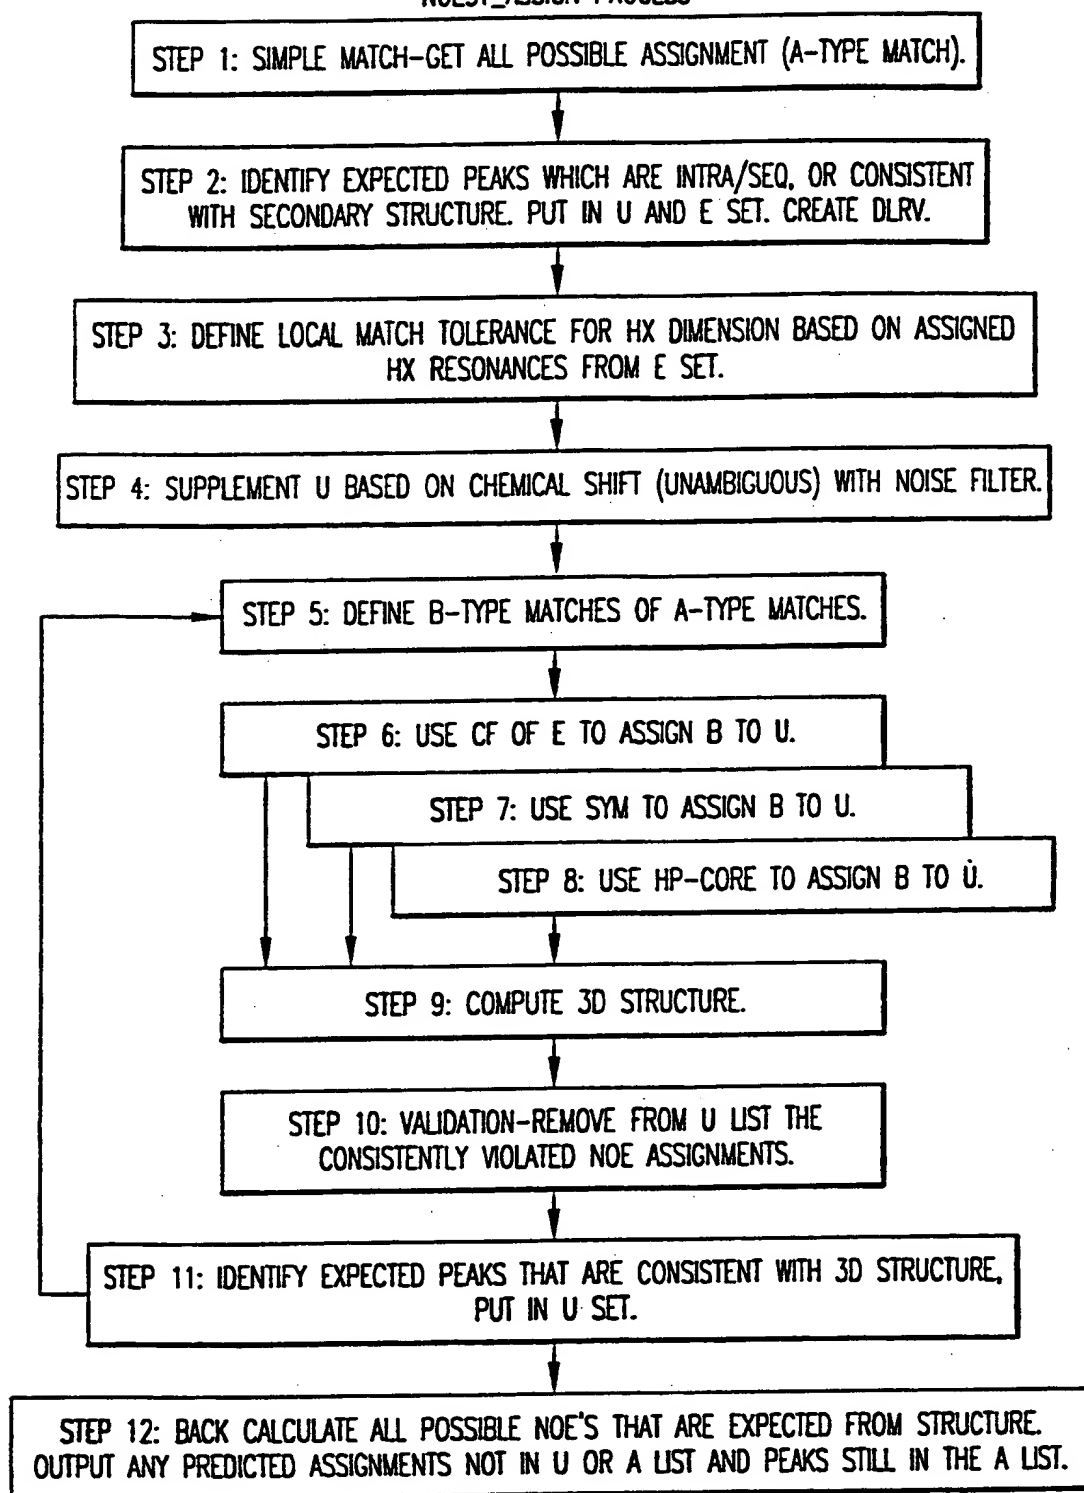 STEP 1: SIMPLE MATCH-GET ALL POSSIBLE ASSIGNMENT (A-TYPE MATCH).
STEP 2: IDENTIFY EXPECTED PEAKS WHICH ARE INTRA/SEQ, OR CONSISTENT
WITH SECONDARY STRUCTURE. PUT IN U AND E SET. CREATE DLRV.
STEP 3: DEFINE LOCAL MATCH TOLERANCE FOR HX DIMENSION BASED ON ASSIGNED
HX RESONANCES FROM E SET.
STEP 4: SUPPLEMENT U BASED ON CHEMICAL SHIFT (UNAMBIGUOUS) WITH NOISE FILTER.
STEP 5: DEFINE B-TYPE MATCHES OF A-TYPE MATCHES.
STEP 6: USE CF OF E TO ASSIGN B TO U.
STEP 7: USE SYM TO ASSIGN B TO U.
STEP 8: USE HP-CORE TO ASSIGN B TO U.
STEP 9: COMPUTE 3D STRUCTURE.
STEP 10: VALIDATION-REMOVE FROM U LIST THE
CONSISTENTLY VIOLATED NOE ASSIGNMENTS.
STEP 11: IDENTIFY EXPECTED PEAKS THAT ARE CONSISTENT WITH 3D STRUCTURE,
PUT IN U SET.
STEP 12: BACK CALCULATE ALL POSSIBLE NOE'S THAT ARE EXPECTED FROM STRUCTURE.
OUTPUT ANY PREDICTED ASSIGNMENTS NOT IN U OR A LIST AND PEAKS STILL IN THE A LIST.